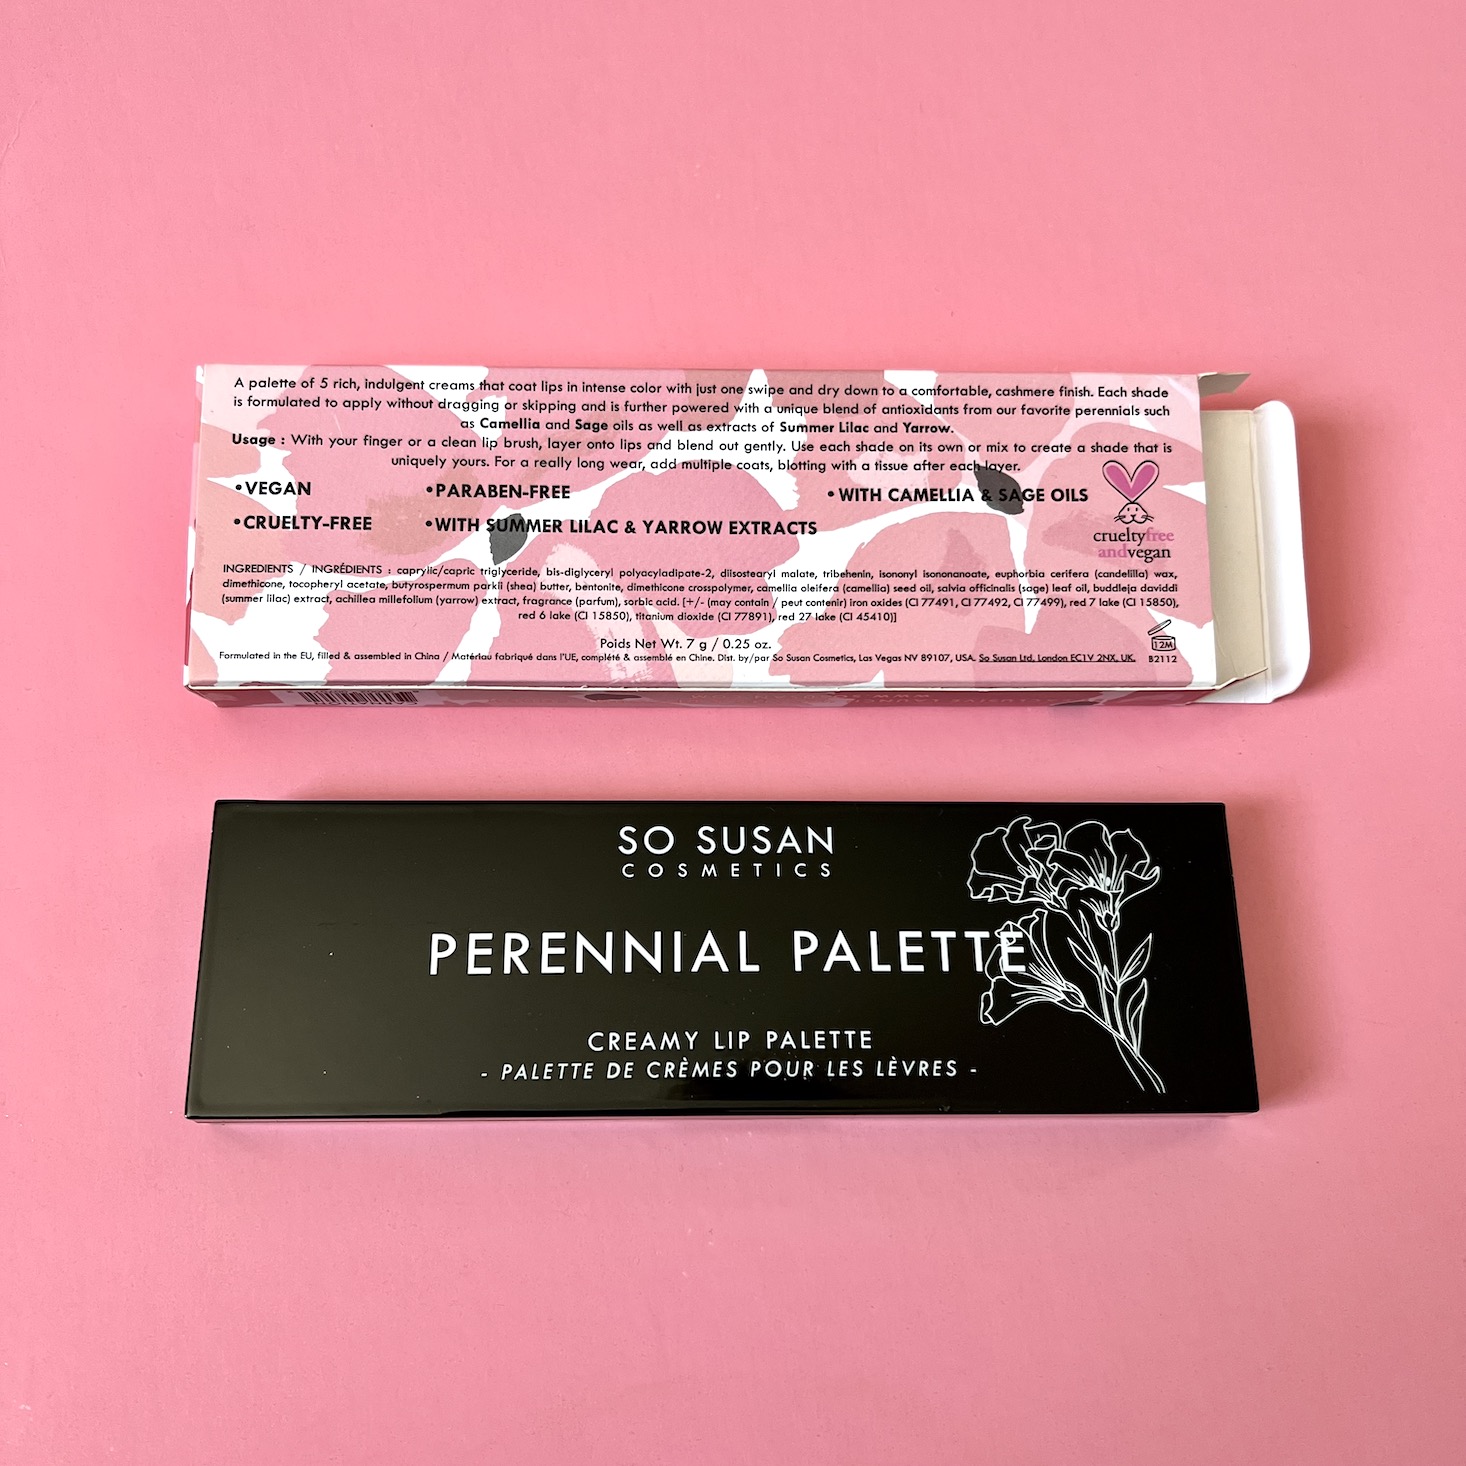 A palette of 5 rich, indulgent creams that coat lips in intense color with just one swipe and dry down to a comfortable, cashmere finish. Each shade
is formulated to apply without dragging or skipping and is further powered with a unique blend of antioxidants from our favorite perennials such
as Camellia and Sage oils as well as extracts of Summer Lilac and Yarrow.
Usage : With your finger or a clean lip brush, layer onto lips and blend out gently. Use each shade on its own or mix to create a shade that is
uniquely yours. For a really long wear, add multiple coats, blotting with a tissue after each layer.
•VEGAN •PARABEN-FREE •WITH CAMELLIA & SAGE OILS
•CRUELTY-FREE •WITH SUMMER LILAC & YARROW EXTRACTS
crueltyfree
andvegan
INGREDIENTS / INGRÉDIENTS : caprylic/capric triglyceride, bis-diglyceryl polyacyladipate-2, diisostearyl malate, tribehenin, isononyl isononanoate, euphorbia cerifera (candelilla) wax,
dimethicone, tocopheryl acetate, butyrospermum parkii (shea) butter, bentonite, dimethicone crosspolymer, camellia oleifera (camellia) seed oil, salvia officinalis (sage) leaf oil, buddleja davidii
(summer lilac) extract, achillea millefolium (yarrow) extract, fragrance (parfum), sorbic acid. [+/- (may contain / peut contenir) iron oxides (CI 77491, CI 77492, CI 77499), red 7 lake (CI 15850),
red 6 lake (CI 15850), titanium dioxide (CI 77891), red 27 lake (CI 45410)]
Poids Net Wt. 7 g / 0.25 oz.
12M
Formulated in the EU, filled & assembled in China / Matériau fabriqué dans l'UE, complété & assemblé en Chine. Dist. by/par So Susan Cosmetics, Las Vegas NV 89107, USA. So Susan Ltd, London EC1V 2NX, UK. B2112
SO SUSAN
COSMETICS
PERENNIAL PALETTE
CREAMY LIP PALETTE
- PALETTE DE CRÈMES POUR LES LÈVRES -